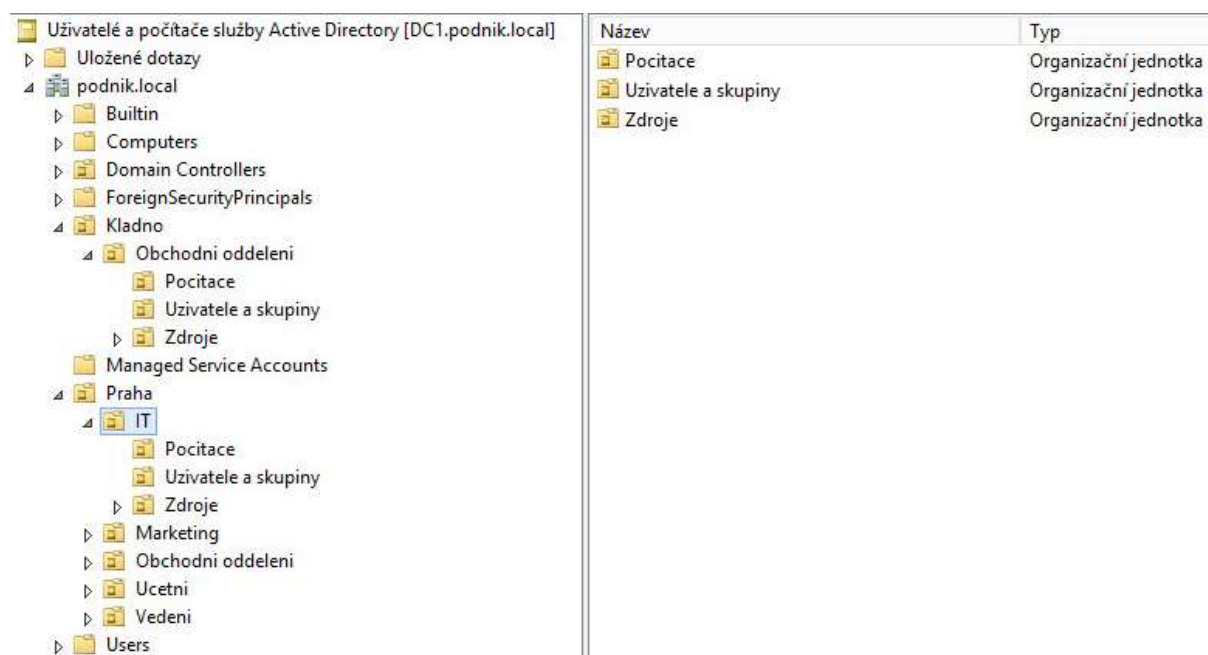 Uživatelé a počítače služby Active Directory [DC1.podnik.local]
Uložené dotazy
podnik.local
Builtin
Computers
Domain Controllers
ForeignSecurityPrincipals
Kladno
Obchodni oddeleni
Pocitace
Uzivatele a skupiny
Zdroje
Managed Service Accounts
Praha
IT
Pocitace
Uzivatele a skupiny
Zdroje
Marketing
Obchodni oddeleni
Ucetni
Vedeni
Users
Název Typ
Pocitace Organizační jednotka
Uzivatele a skupiny Organizační jednotka
Zdroje Organizační jednotka